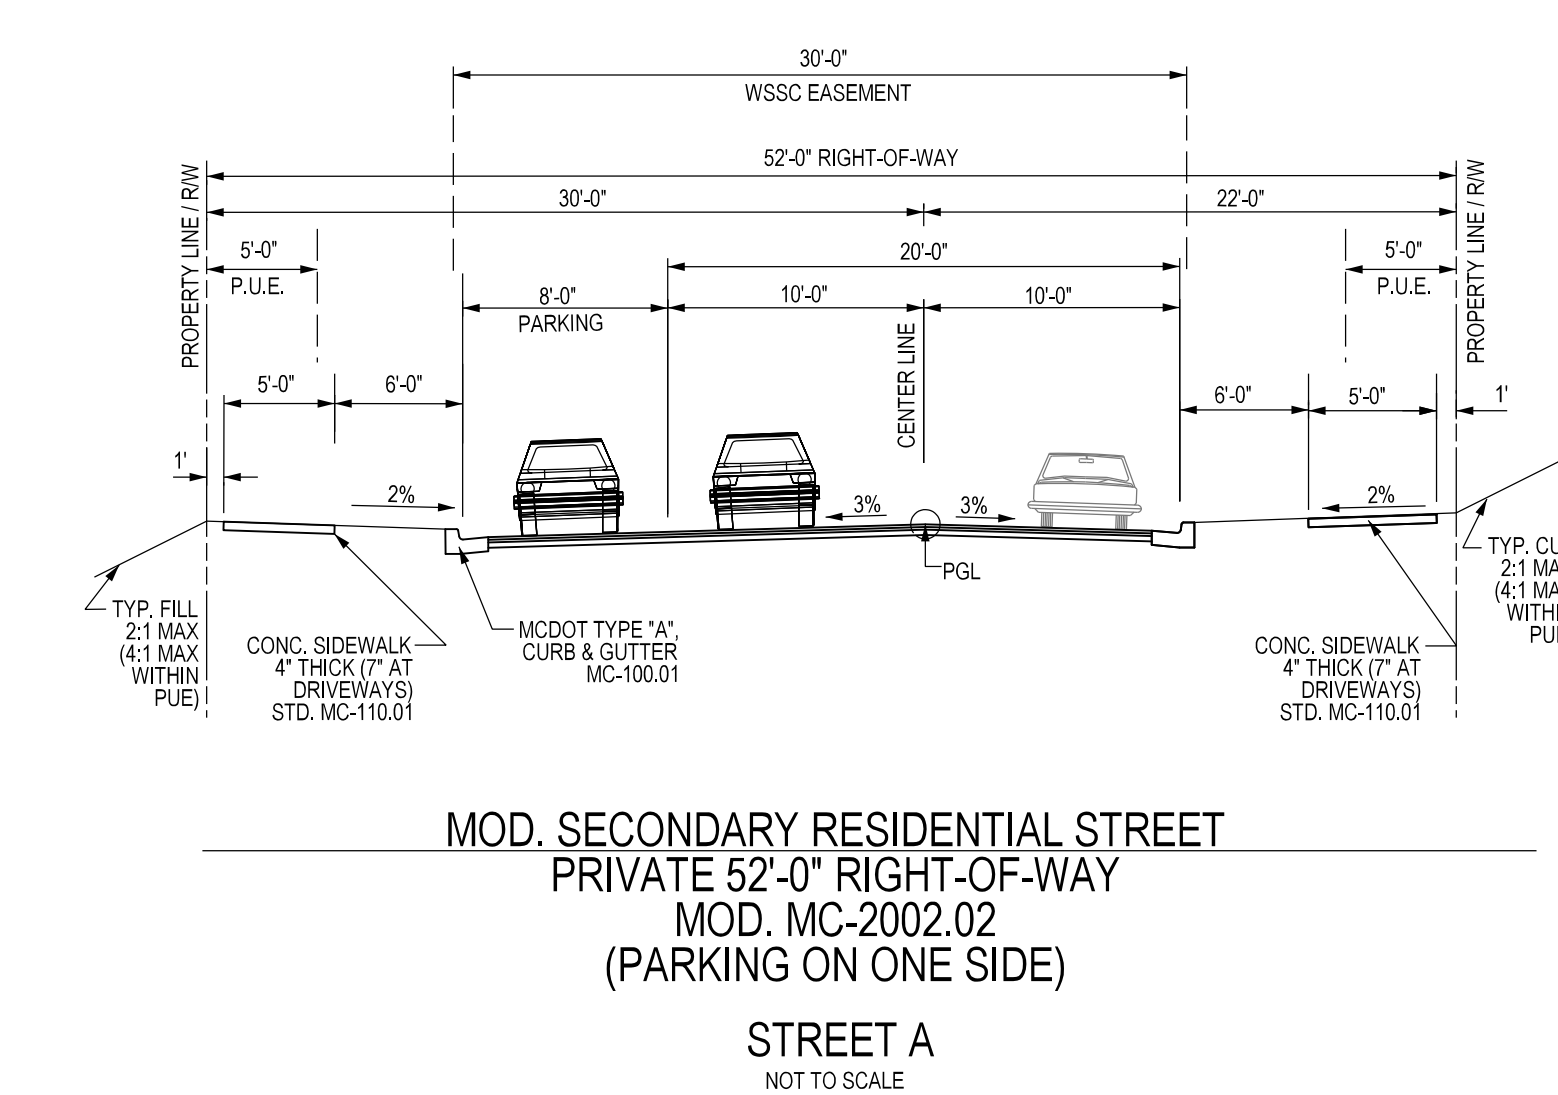 30'-0"
WSSC EASEMENT
52'-0" RIGHT-OF-WAY
30'-0"
22'-0"
PROPERTY LINE / R/W
PROPERTY LINE / R/W
5'-0"
P.U.E.
20'-0"
5'-0"
P.U.E.
8'-0"
PARKING
10'-0"
10'-0"
CENTER LINE
5'-0"
6'-0"
6'-0"
5'-0"
1'
1'
2%
3%
3%
2%
PGL
TYP. FILL
2:1 MAX
(4:1 MAX
WITHIN
PUE)
CONC. SIDEWALK
4" THICK (7" AT
DRIVEWAYS)
STD. MC-110.01
MCDOT TYPE "A",
CURB & GUTTER
MC-100.01
CONC. SIDEWALK
4" THICK (7" AT
DRIVEWAYS)
STD. MC-110.01
TYP.
2:1
(4:1
MOD. SECONDARY RESIDENTIAL STREET
PRIVATE 52'-0" RIGHT-OF-WAY
MOD. MC-2002.02
(PARKING ON ONE SIDE)
STREET A
NOT TO SCALE